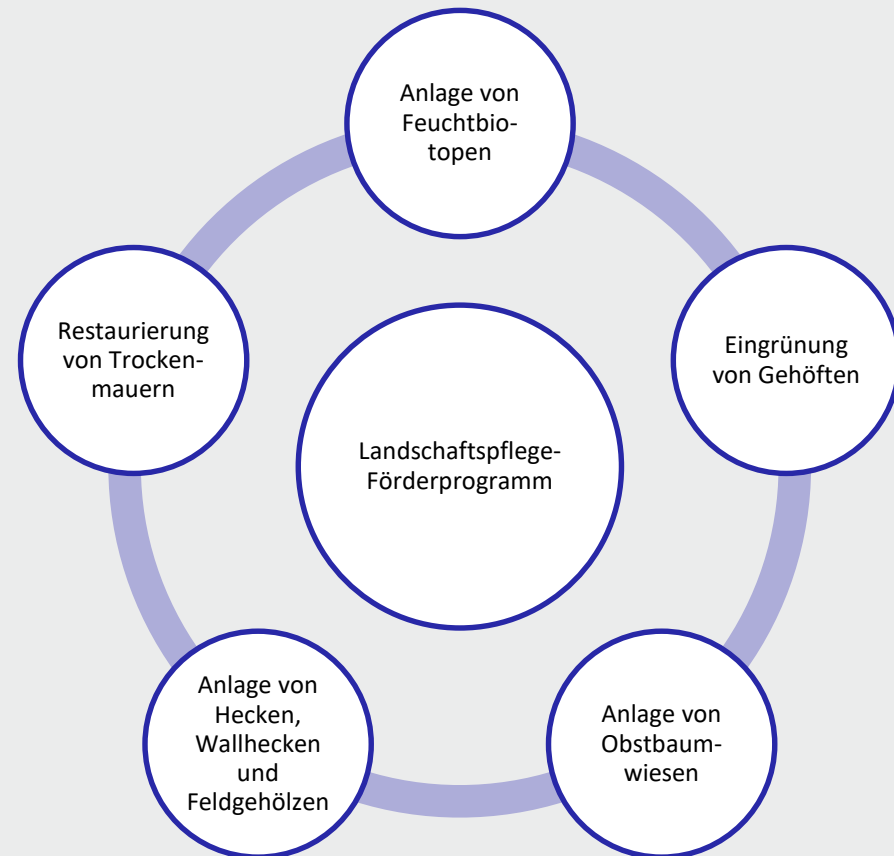 Anlage von
Feuchtbio-
topen
Restaurierung
von Trocken-
mauern
Eingrünung
von Gehöften
Landschaftspflege-
Förderprogramm
Anlage von
Hecken,
Wallhecken
und
Feldgehölzen
Anlage von
Obstbaum-
wiesen